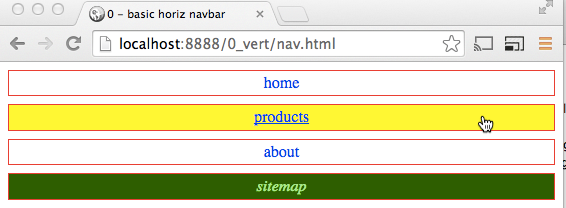 0 - basic horiz navbar
localhost:8888/0_vert/nav.html
home
products
about
sitemap